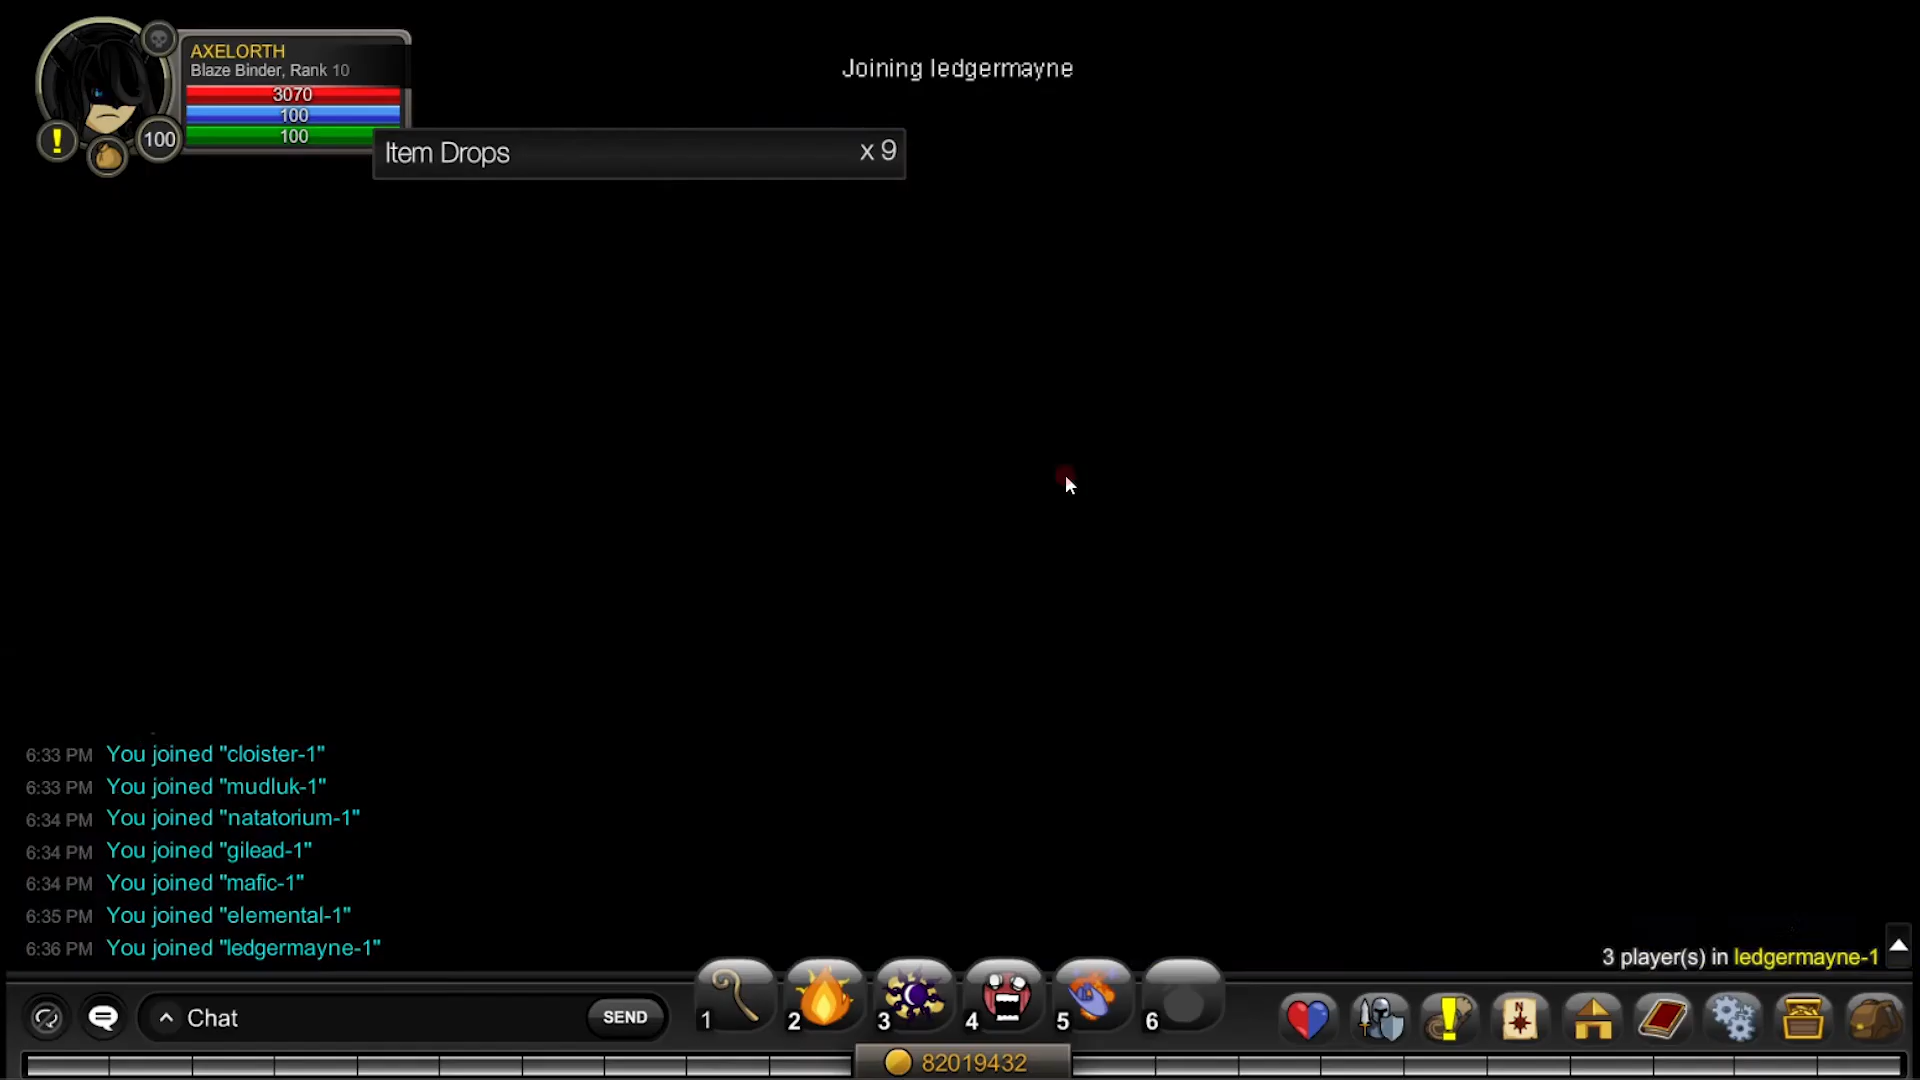 AXELORTH
Blaze Binder, Rank 10
3070
100
100
100
!
Joining ledgermayne
Item Drops x 9
6:33 PM You joined "cloister-1"
6:33 PM You joined "mudluk-1"
6:34 PM You joined "natatorium-1"
6:34 PM You joined "gilead-1"
6:34 PM You joined "mafic-1"
6:35 PM You joined "elemental-1"
6:36 PM You joined "ledgermayne-1"
3 player(s) in ledgermayne-1
Chat SEND
1 2 3 4 5 6
N
82019432